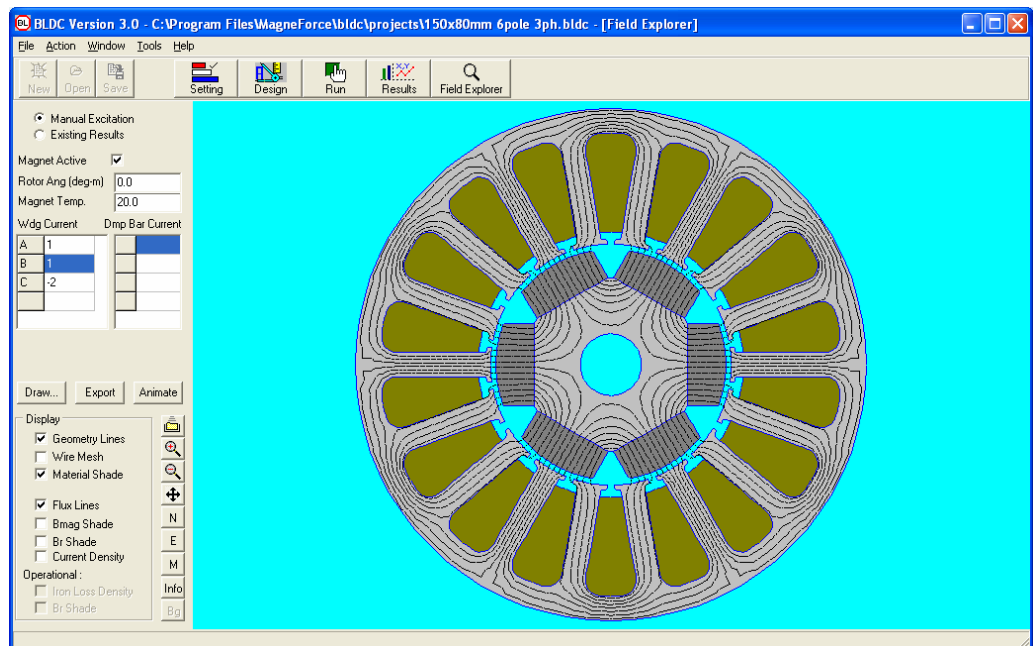 BLDC Version 3.0 - C:\Program Files\MagneForce\bldc\projects\150x80mm 6pole 3ph.bldc - [Field Explorer]
File Action Window Tools Help
New Open Save Setting Design Run Results Field Explorer
Manual Excitation
Existing Results
Magnet Active
Rotor Ang (deg-m) 0.0
Magnet Temp. 20.0
Wdg Current Dmp Bar Current
A 1
B 1
C -2
Draw... Export Animate
Display
Geometry Lines
Wire Mesh
Material Shade
Flux Lines
Bmag Shade
Br Shade
Current Density
Operational :
Iron Loss Density
Br Shade
N
E
M
Info
Bg